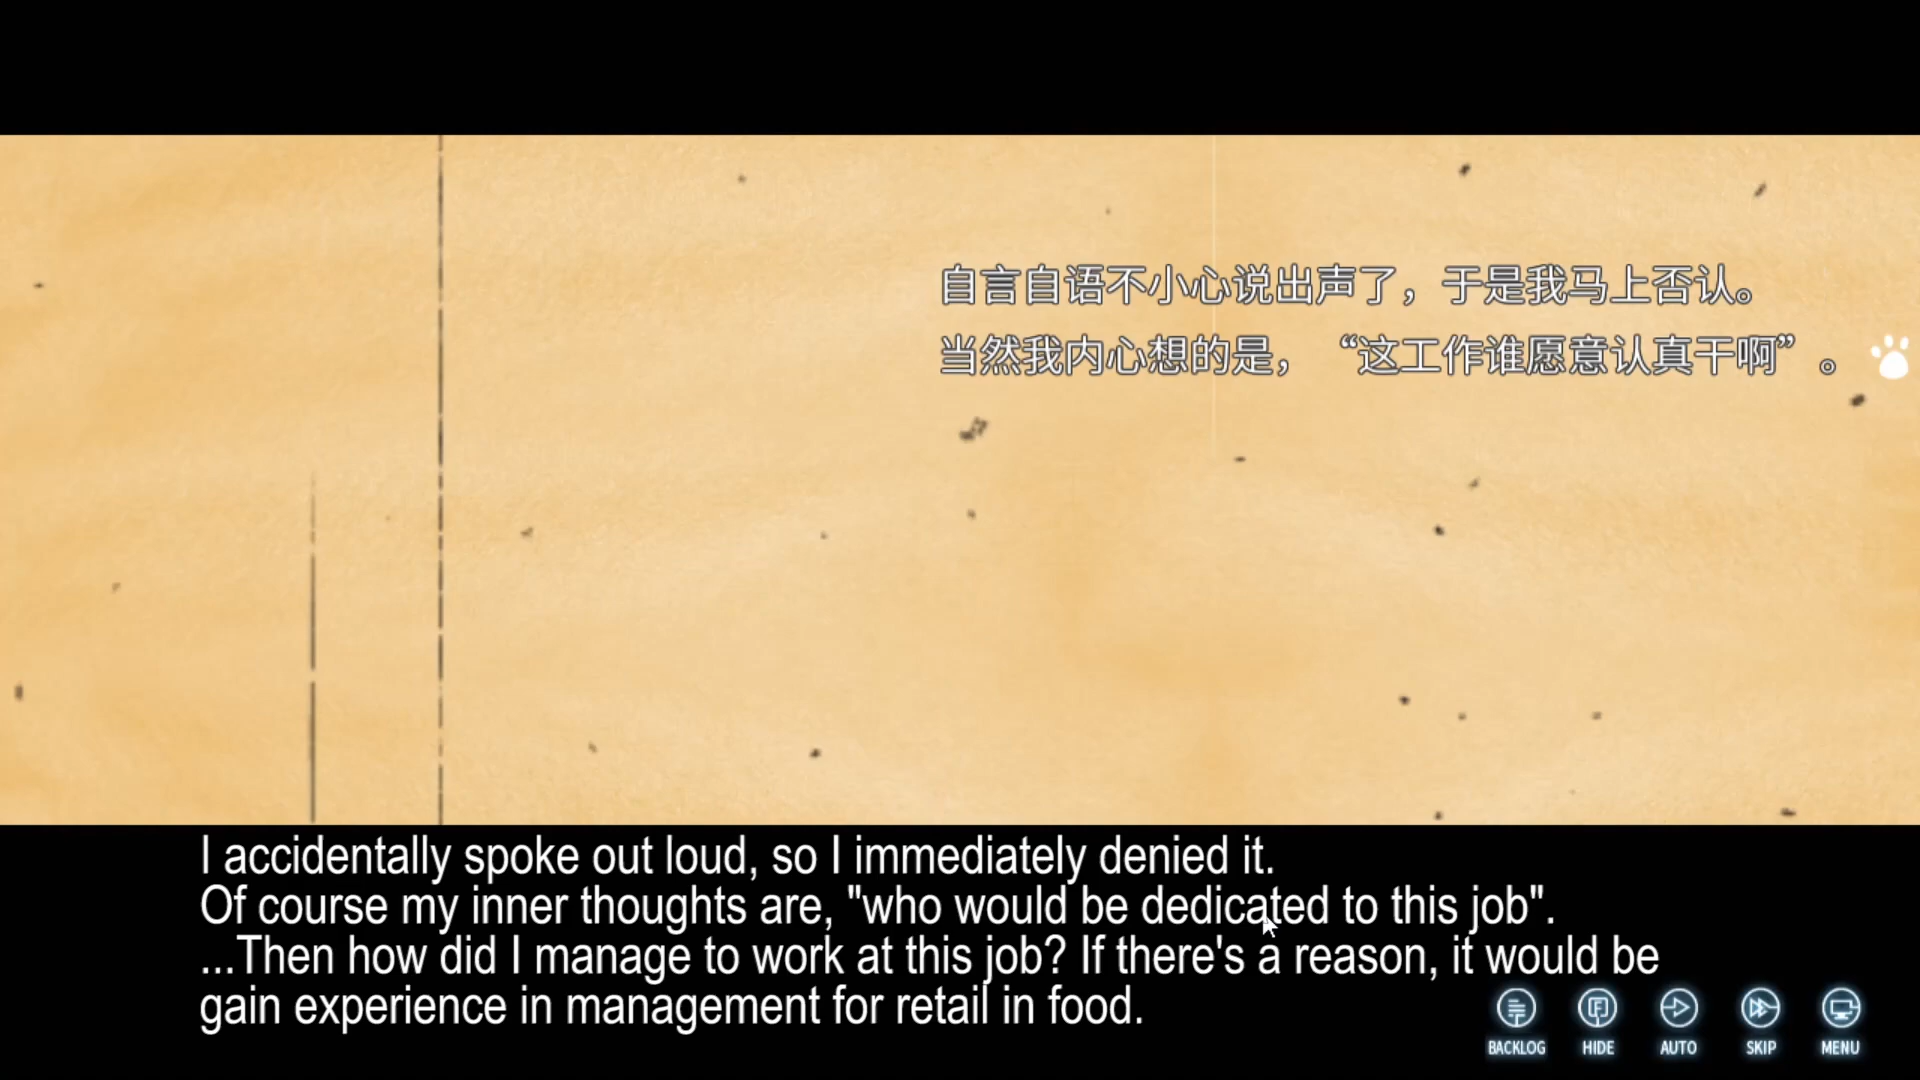 自言自语不小心说出声了，于是我马上否认。
当然我内心想的是，“这工作谁愿意认真干啊”。
I accidentally spoke out loud, so I immediately denied it.
Of course my inner thoughts are, "who would be dedicated to this job".
...Then how did I manage to work at this job? If there's a reason, it would be
gain experience in management for retail in food.
BACKLOG HIDE AUTO SKIP MENU